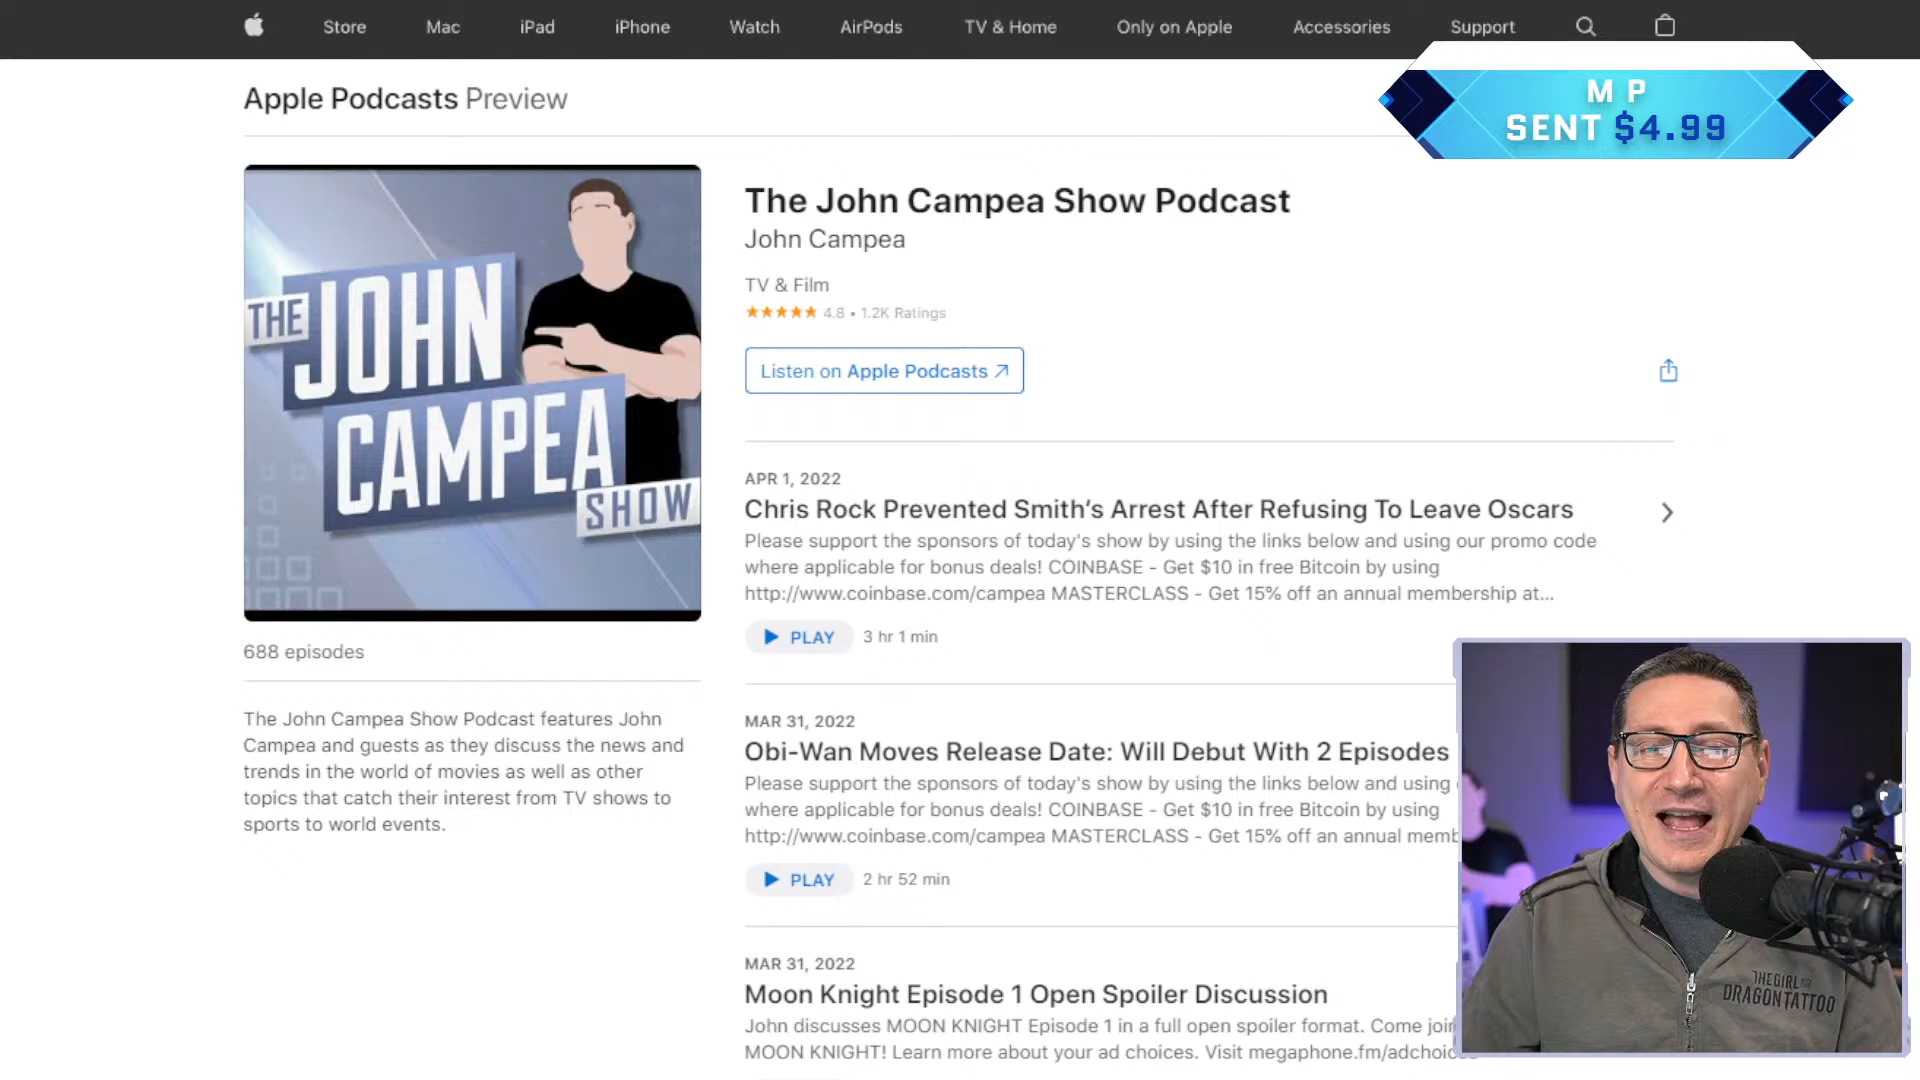 Store Mac iPad iPhone Watch AirPods TV & Home Only on Apple Accessories Support
Apple Podcasts Preview
M P
SENT $4.99
THE
JOHN
CAMPEA
SHOW
688 episodes
The John Campea Show Podcast features John
Campea and guests as they discuss the news and
trends in the world of movies as well as other
topics that catch their interest from TV shows to
sports to world events.
The John Campea Show Podcast
John Campea
TV & Film
★★★★★ 4.8 • 1.2K Ratings
Listen on Apple Podcasts ↗
APR 1, 2022
Chris Rock Prevented Smith’s Arrest After Refusing To Leave Oscars
Please support the sponsors of today's show by using the links below and using our promo code
where applicable for bonus deals! COINBASE - Get $10 in free Bitcoin by using
http://www.coinbase.com/campea MASTERCLASS - Get 15% off an annual membership at...
PLAY 3 hr 1 min
MAR 31, 2022
Obi-Wan Moves Release Date: Will Debut With 2 Episodes
Please support the sponsors of today's show by using the links below and using
where applicable for bonus deals! COINBASE - Get $10 in free Bitcoin by using
http://www.coinbase.com/campea MASTERCLASS - Get 15% off an annual memb
PLAY 2 hr 52 min
MAR 31, 2022
Moon Knight Episode 1 Open Spoiler Discussion
John discusses MOON KNIGHT Episode 1 in a full open spoiler format. Come join
MOON KNIGHT! Learn more about your ad choices. Visit megaphone.fm/adchoic
THE GIRL
DRAGON TATTOO